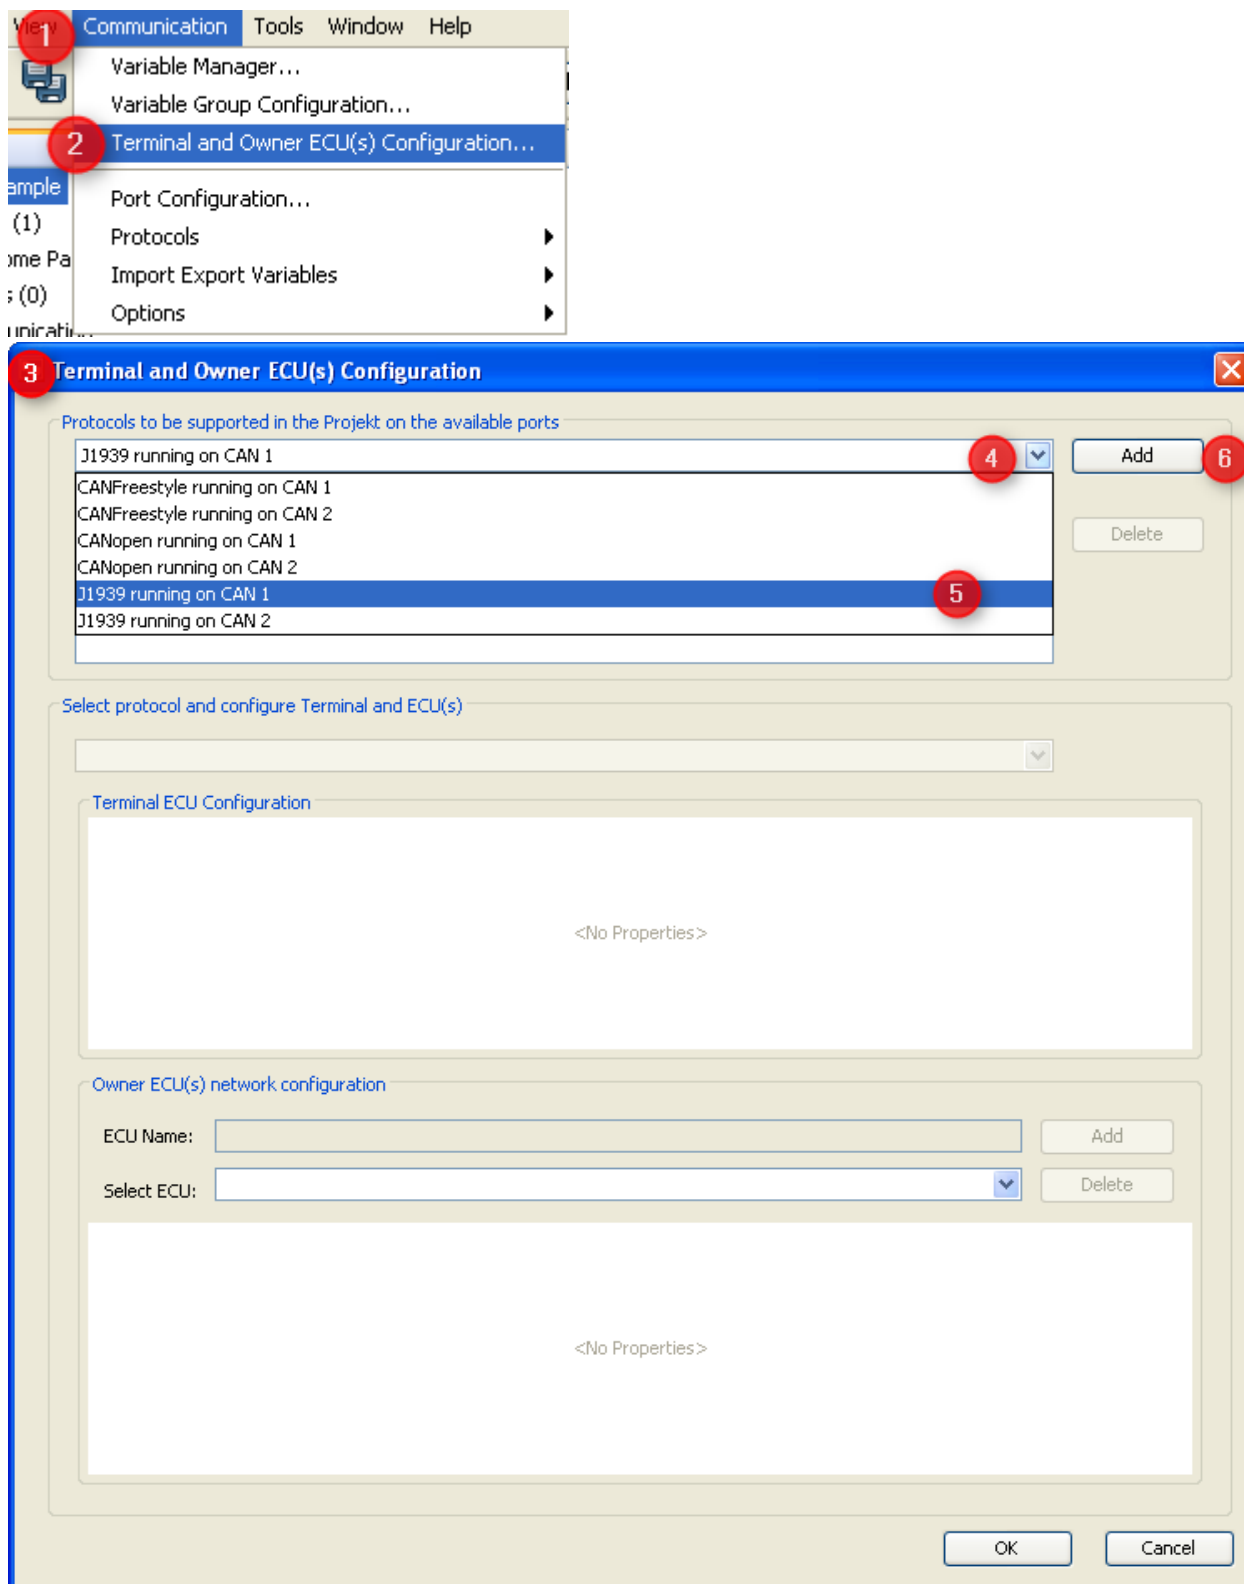 View Communication Tools Window Help
1
Variable Manager...
Variable Group Configuration...
2 Terminal and Owner ECU(s) Configuration...
ample
Port Configuration...
(1)
Protocols
ome Pa
Import Export Variables
s (0)
Options
unication
3 Terminal and Owner ECU(s) Configuration
Protocols to be supported in the Projekt on the available ports
J1939 running on CAN 1 4 Add 6
CANFreestyle running on CAN 1
CANFreestyle running on CAN 2
Delete
CANopen running on CAN 1
CANopen running on CAN 2
J1939 running on CAN 1 5
J1939 running on CAN 2
Select protocol and configure Terminal and ECU(s)
Terminal ECU Configuration
<No Properties>
Owner ECU(s) network configuration
ECU Name: Add
Select ECU: Delete
<No Properties>
OK Cancel